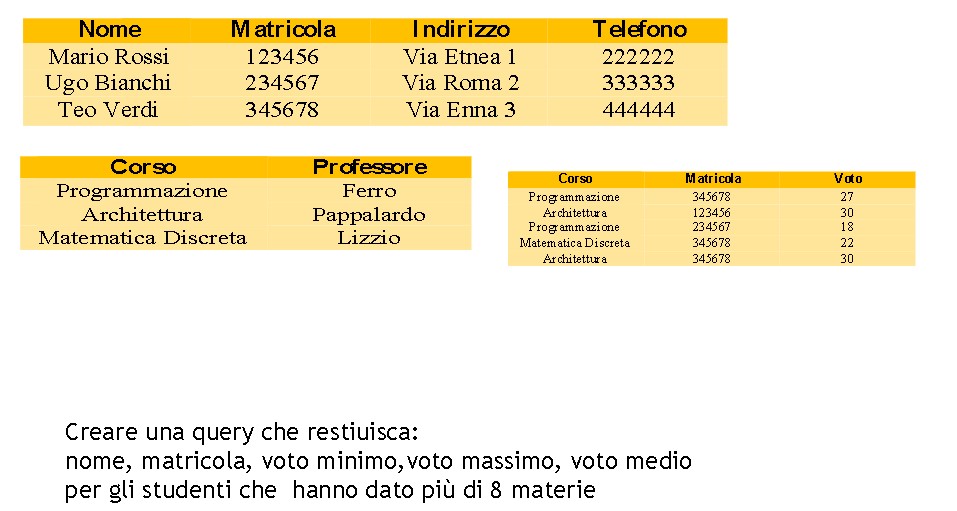 Nome Matricola Indirizzo Telefono
Mario Rossi 123456 Via Etnea 1 222222
Ugo Bianchi 234567 Via Roma 2 333333
Teo Verdi 345678 Via Enna 3 444444
Corso Professore
Programmazione Ferro
Architettura Pappalardo
Matematica Discreta Lizzio
Corso Matricola Voto
Programmazione 345678 27
Architettura 123456 30
Programmazione 234567 18
Matematica Discreta 345678 22
Architettura 345678 30
Creare una query che restiuisca:
nome, matricola, voto minimo,voto massimo, voto medio
per gli studenti che hanno dato più di 8 materie